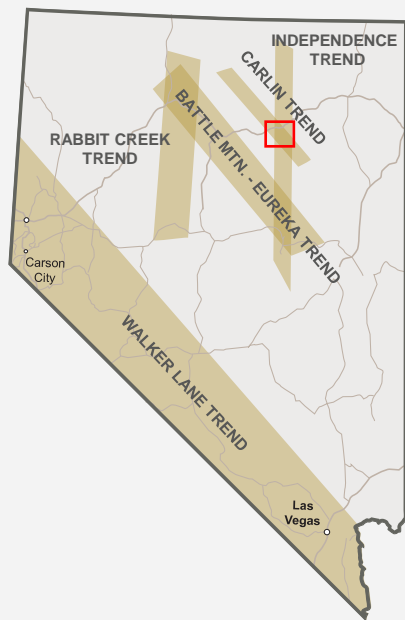 INDEPENDENCE
TREND
CARLIN TREND
BATTLE MTN. - EUREKA TREND
RABBIT CREEK
TREND
Carson
City
WALKER LANE TREND
Las
Vegas